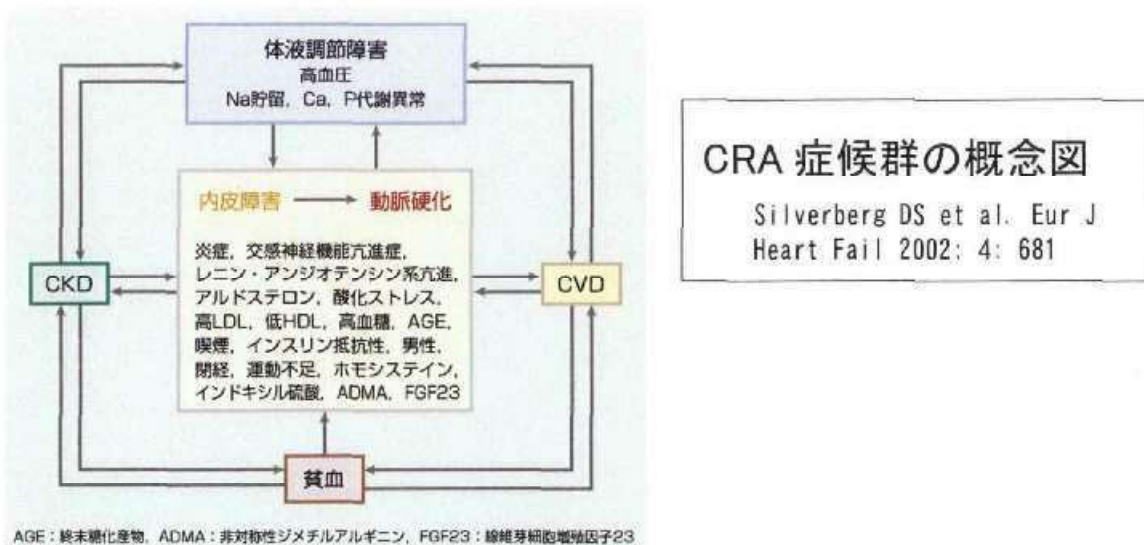 体液調節障害
高血圧
Na貯留, Ca, P代謝異常
内皮障害
動脈硬化
炎症, 交感神経機能亢進症,
レニン・アンジオテンシン系亢進,
アルドステロン, 酸化ストレス,
高LDL, 低HDL, 高血糖, AGE,
喫煙, インスリン抵抗性, 男性,
閉経, 運動不足, ホモシステイン,
インドキシル硫酸, ADMA, FGF23
CKD
CVD
貧血
AGE：終末糖化産物, ADMA：非対称性ジメチルアルギニン, FGF23：線維芽細胞増殖因子23
CRA 症候群の概念図
Silverberg DS et al. Eur J
Heart Fail 2002: 4: 681